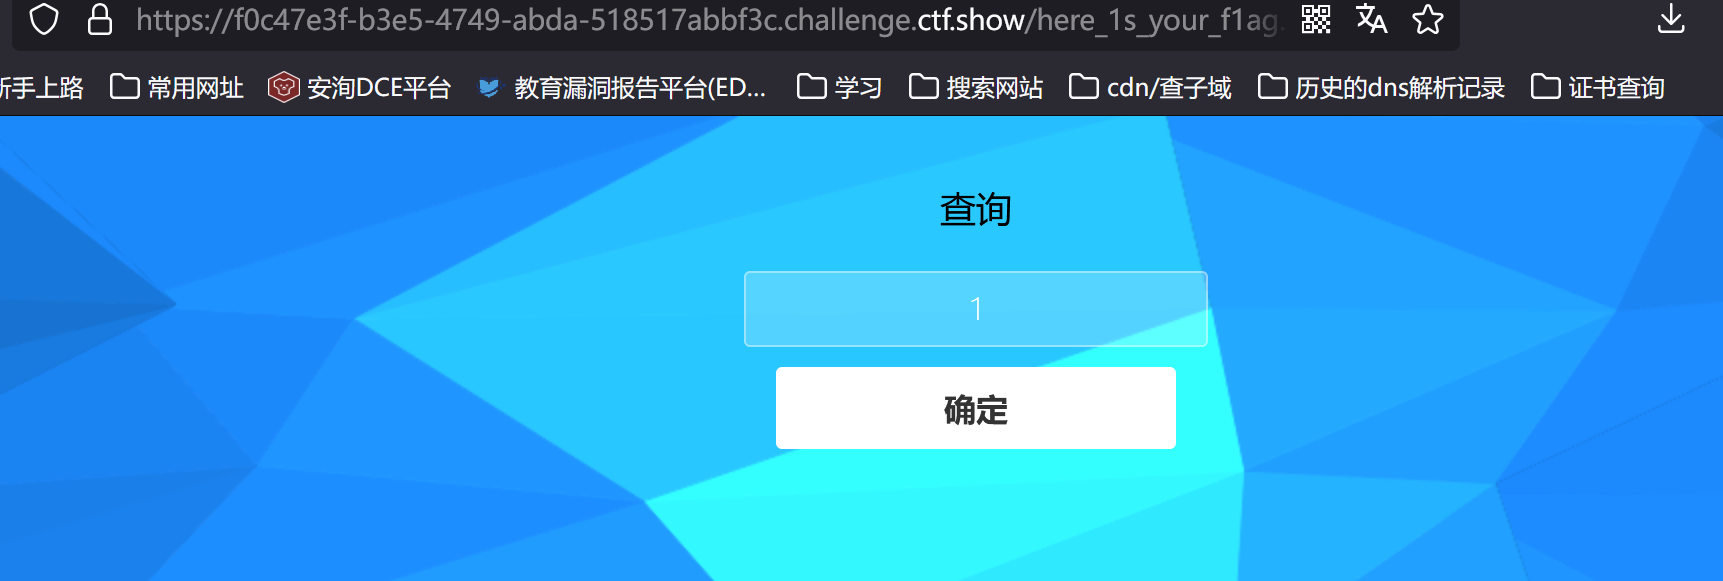 https://f0c47e3f-b3e5-4749-abda-518517abbf3c.challenge.ctf.show/here_1s_your_f1ag.
新手上路 常用网址 安洵DCE平台 教育漏洞报告平台(ED... 学习 搜索网站 cdn/查子域 历史的dns解析记录 证书查询
查询
1
确定